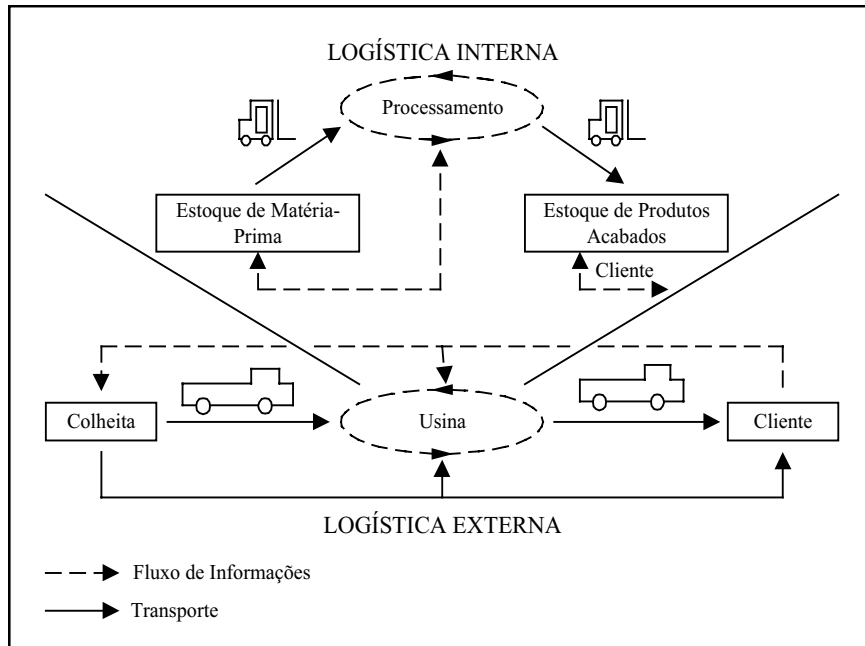 LOGÍSTICA INTERNA
Processamento
Estoque de Matéria-
Prima
Estoque de Produtos
Acabados
Cliente
Colheita
Usina
Cliente
LOGÍSTICA EXTERNA
Fluxo de Informações
Transporte